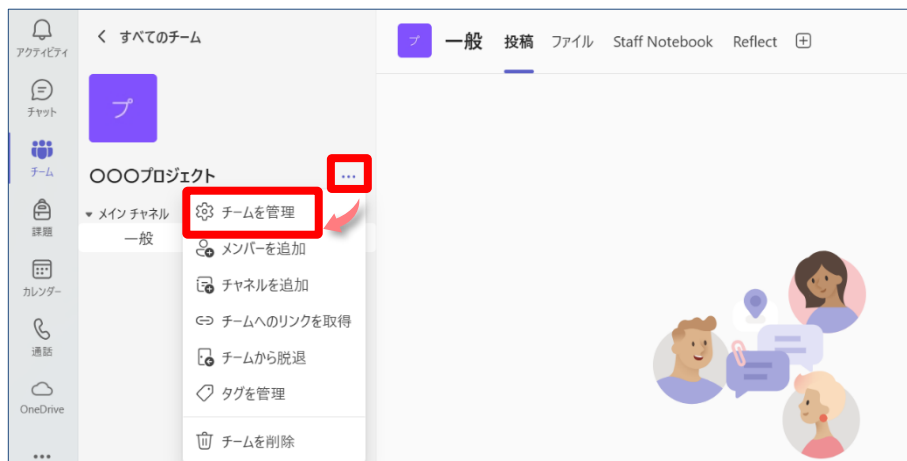 アクティビティ
チャット
チーム
課題
カレンダー
通話
OneDrive
すべてのチーム
プ
〇〇〇プロジェクト
メイン チャネル
一般
チームを管理
メンバーを追加
チャネルを追加
チームへのリンクを取得
チームから脱退
タグを管理
チームを削除
プ 一般 投稿 ファイル Staff Notebook Reflect